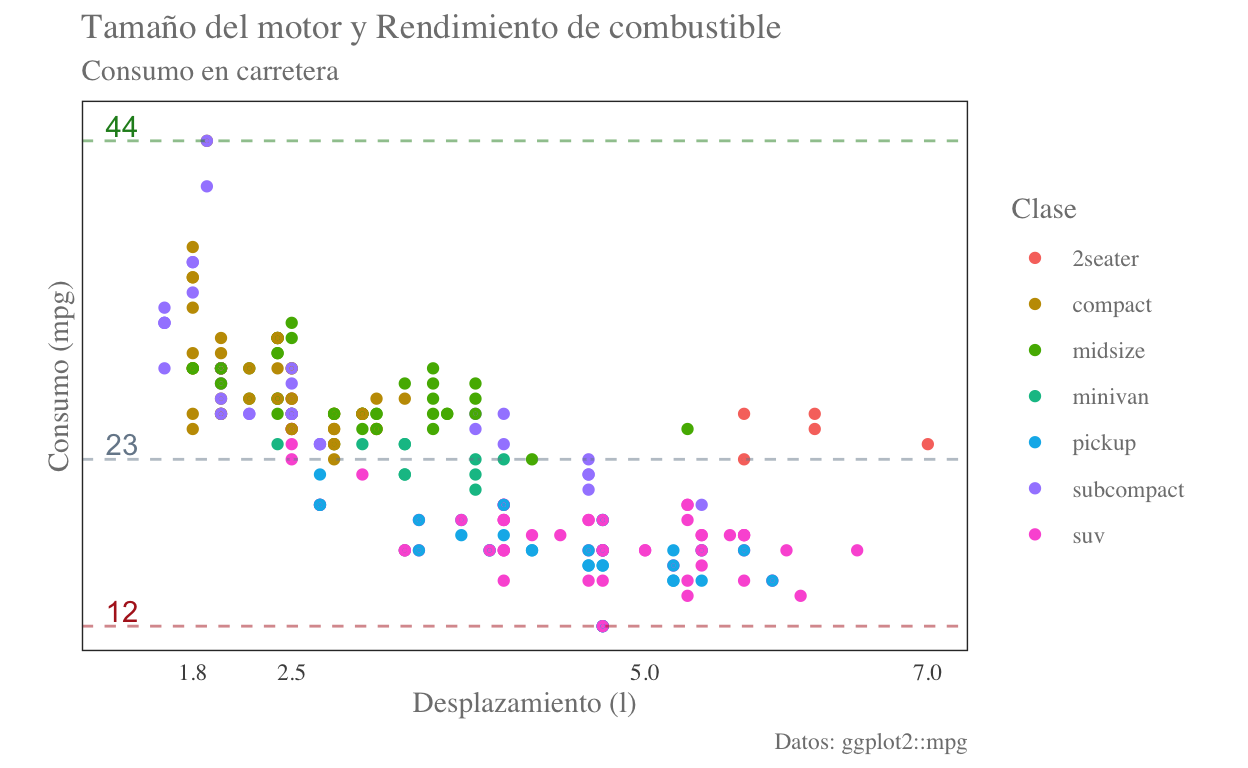 Tamaño del motor y Rendimiento de combustible
Consumo en carretera
44
23
12
Consumo (mpg)
1.8 2.5 5.0 7.0
Desplazamiento (l)
Clase
2seater
compact
midsize
minivan
pickup
subcompact
suv
Datos: ggplot2::mpg